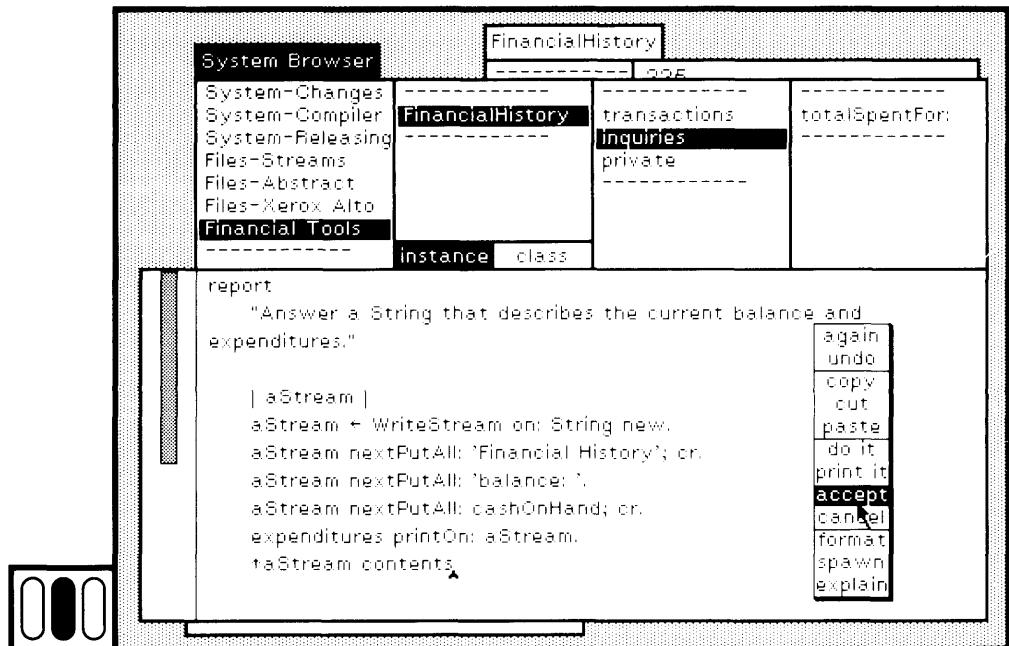 FinancialHistory
System Browser
System-Changes
System-Compiler
System-Releasing
Files-Streams
Files-Abstract
Files-Xerox Alto
Financial Tools
--------------
------------
FinancialHistory
------------
instance class
------------
transactions
inquiries
private
------------
------------
totalSpentFor:
------------
report
"Answer a String that describes the current balance and
expenditures."
| aStream |
aStream ← WriteStream on: String new.
aStream nextPutAll: 'Financial History'; cr.
aStream nextPutAll: 'balance: '.
aStream nextPutAll: cashOnHand; cr.
expenditures printOn: aStream.
↑aStream contents
again
undo
copy
cut
paste
do it
print it
accept
cancel
format
spawn
explain